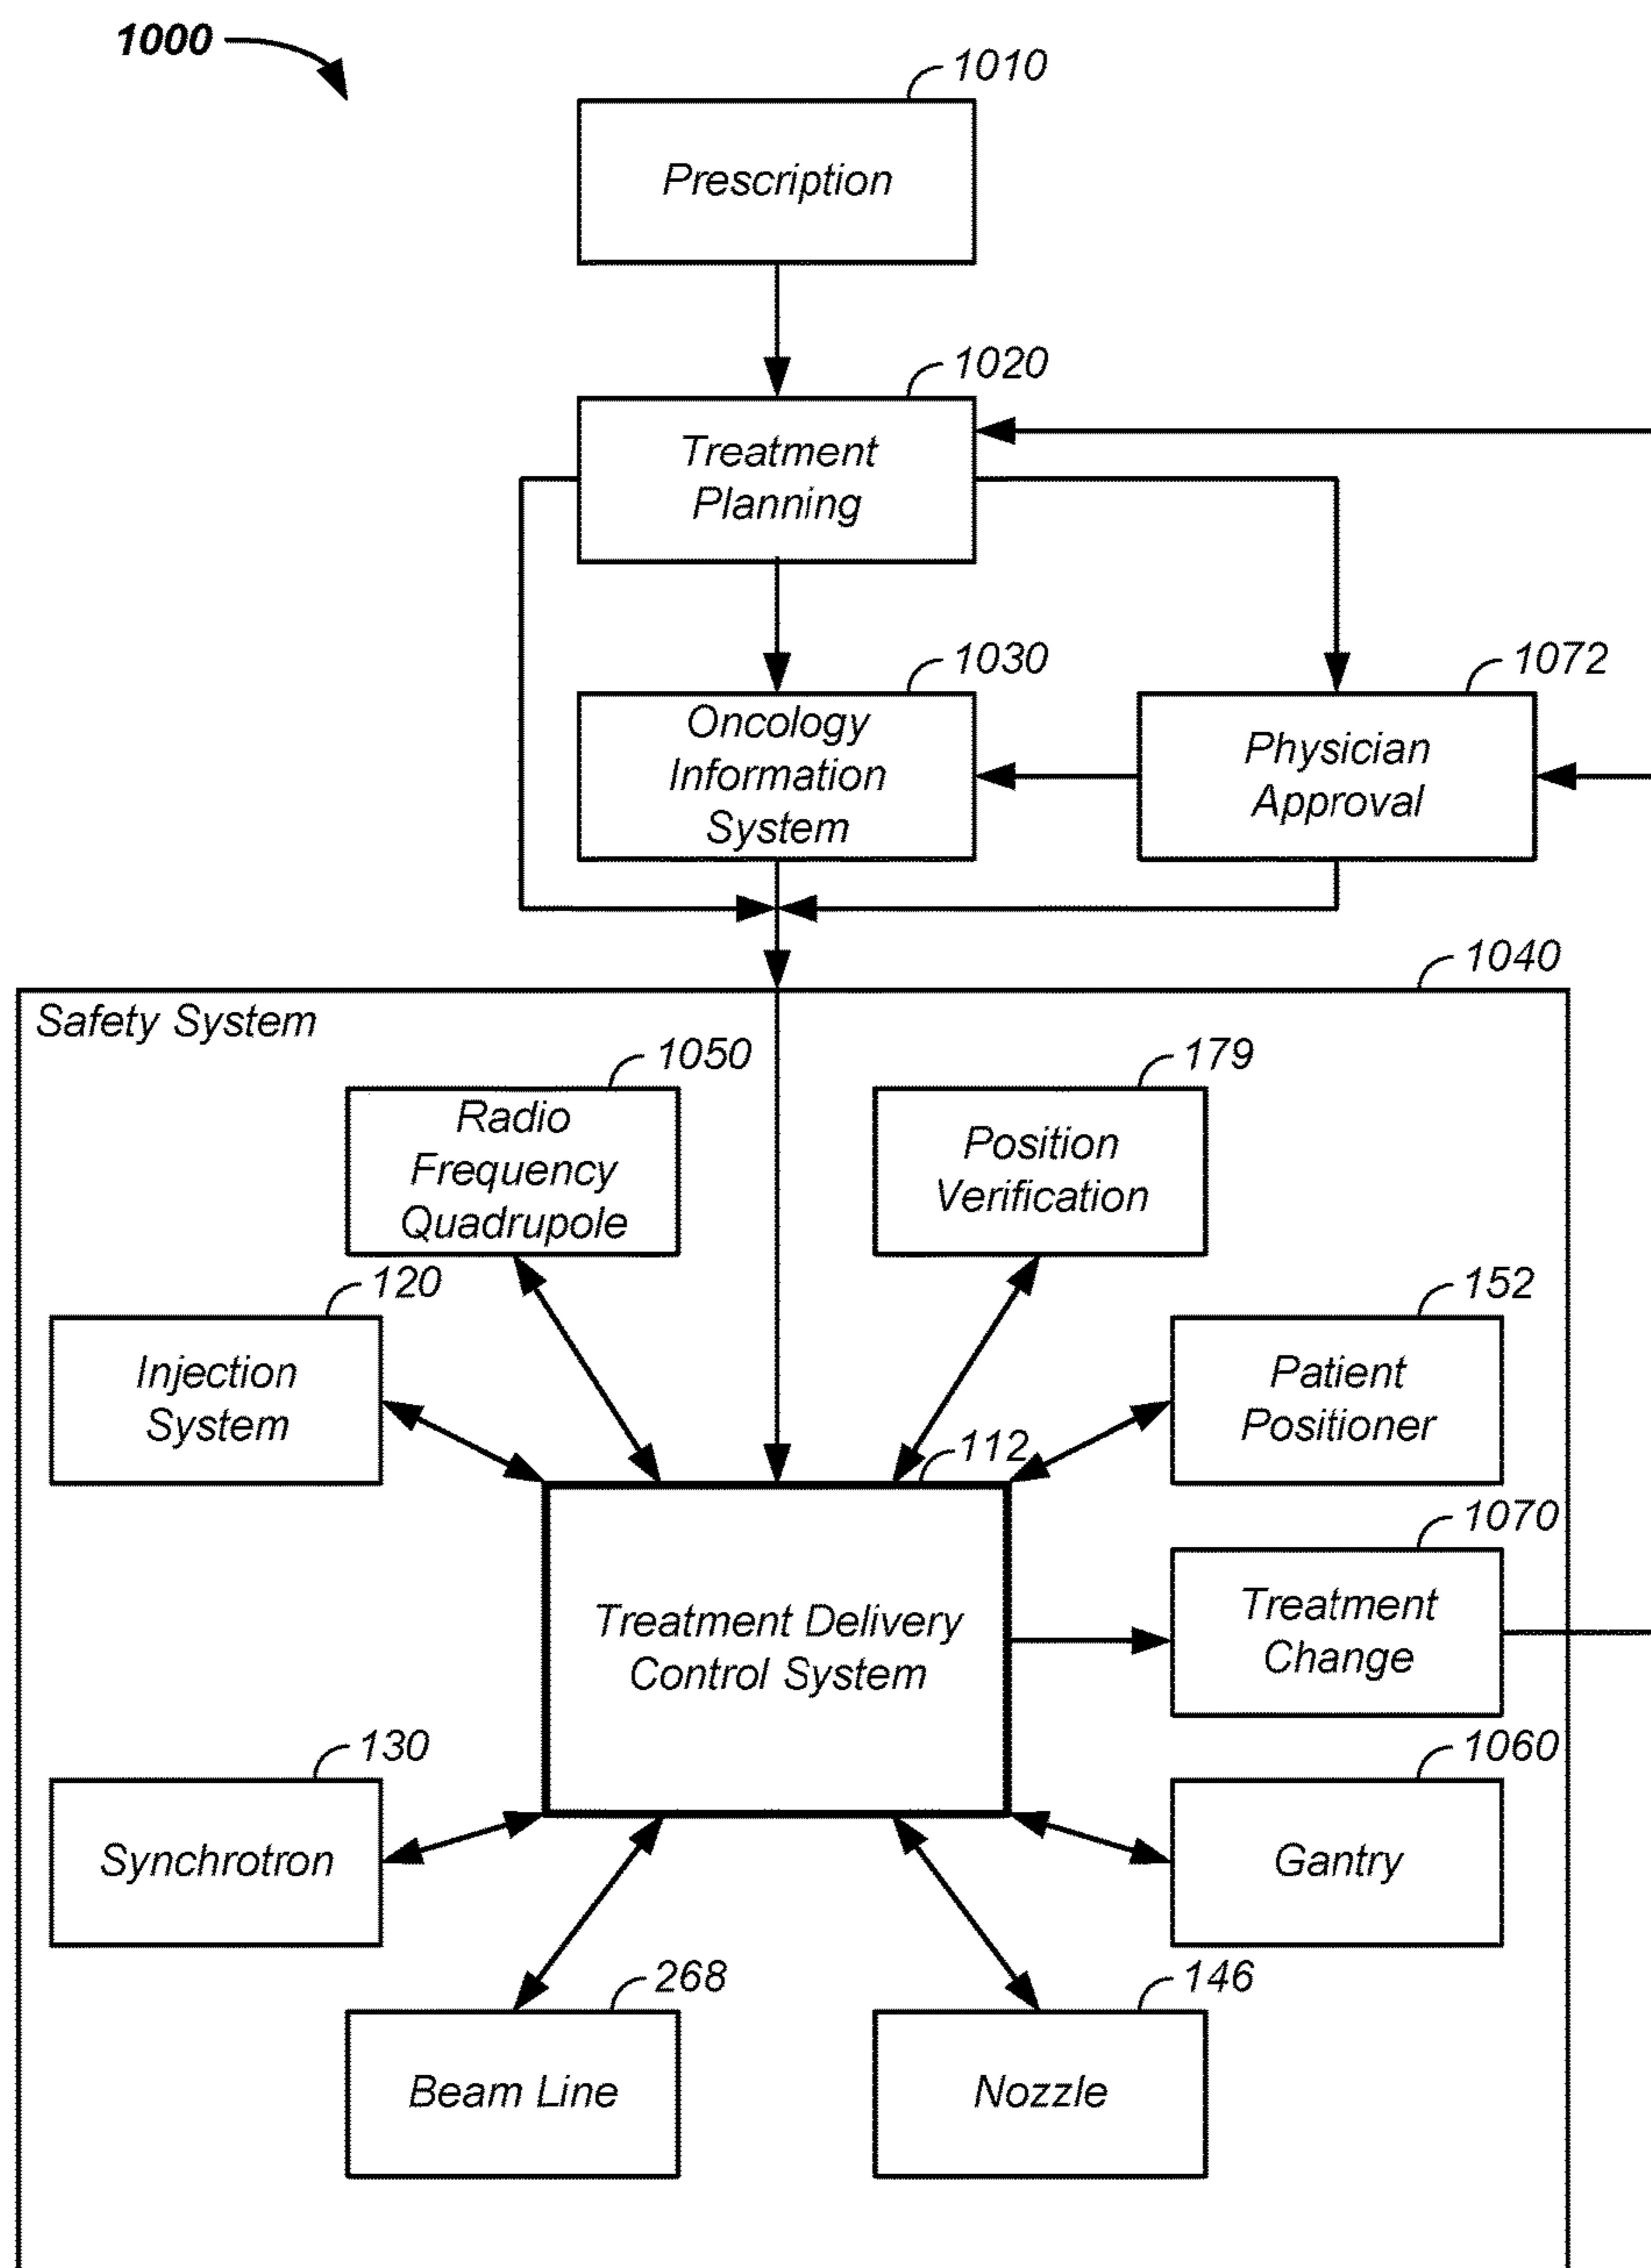 1000
1010
Prescription
1020
Treatment
Planning
1030
Oncology
Information
System
1072
Physician
Approval
1040
Safety System
1050
Radio
Frequency
Quadrupole
179
Position
Verification
120
Injection
System
152
Patient
Positioner
112
Treatment Delivery
Control System
1070
Treatment
Change
130
Synchrotron
1060
Gantry
268
Beam Line
146
Nozzle